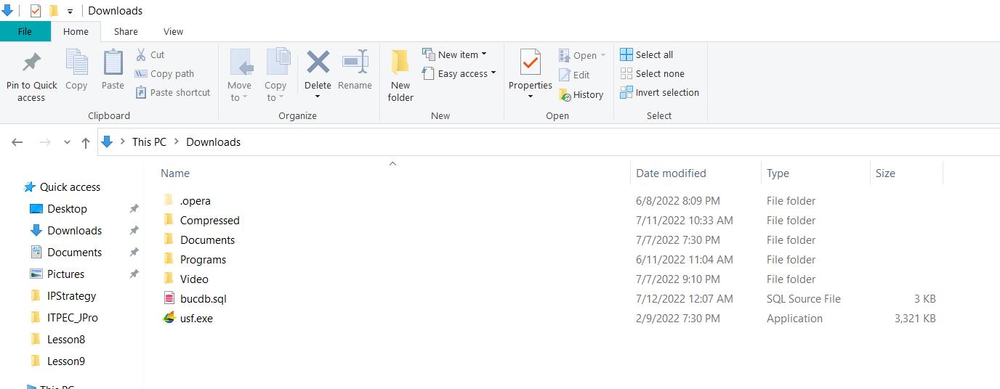 Downloads
File Home Share View
Pin to Quick access
Copy
Paste
Cut
Copy path
Paste shortcut
Clipboard
Move to
Copy to
Delete
Rename
Organize
New folder
New item
Easy access
New
Properties
Open
Edit
History
Open
Select all
Select none
Invert selection
Select
This PC > Downloads
Quick access
Desktop
Downloads
Documents
Pictures
IPStrategy
ITPEC_JPro
Lesson8
Lesson9
This PC
Name Date modified Type Size
.opera 6/8/2022 8:09 PM File folder
Compressed 7/11/2022 10:33 AM File folder
Documents 7/7/2022 7:30 PM File folder
Programs 6/11/2022 11:04 AM File folder
Video 7/7/2022 9:10 PM File folder
bucdb.sql 7/12/2022 12:07 AM SQL Source File 3 KB
usf.exe 2/9/2022 7:30 PM Application 3,321 KB